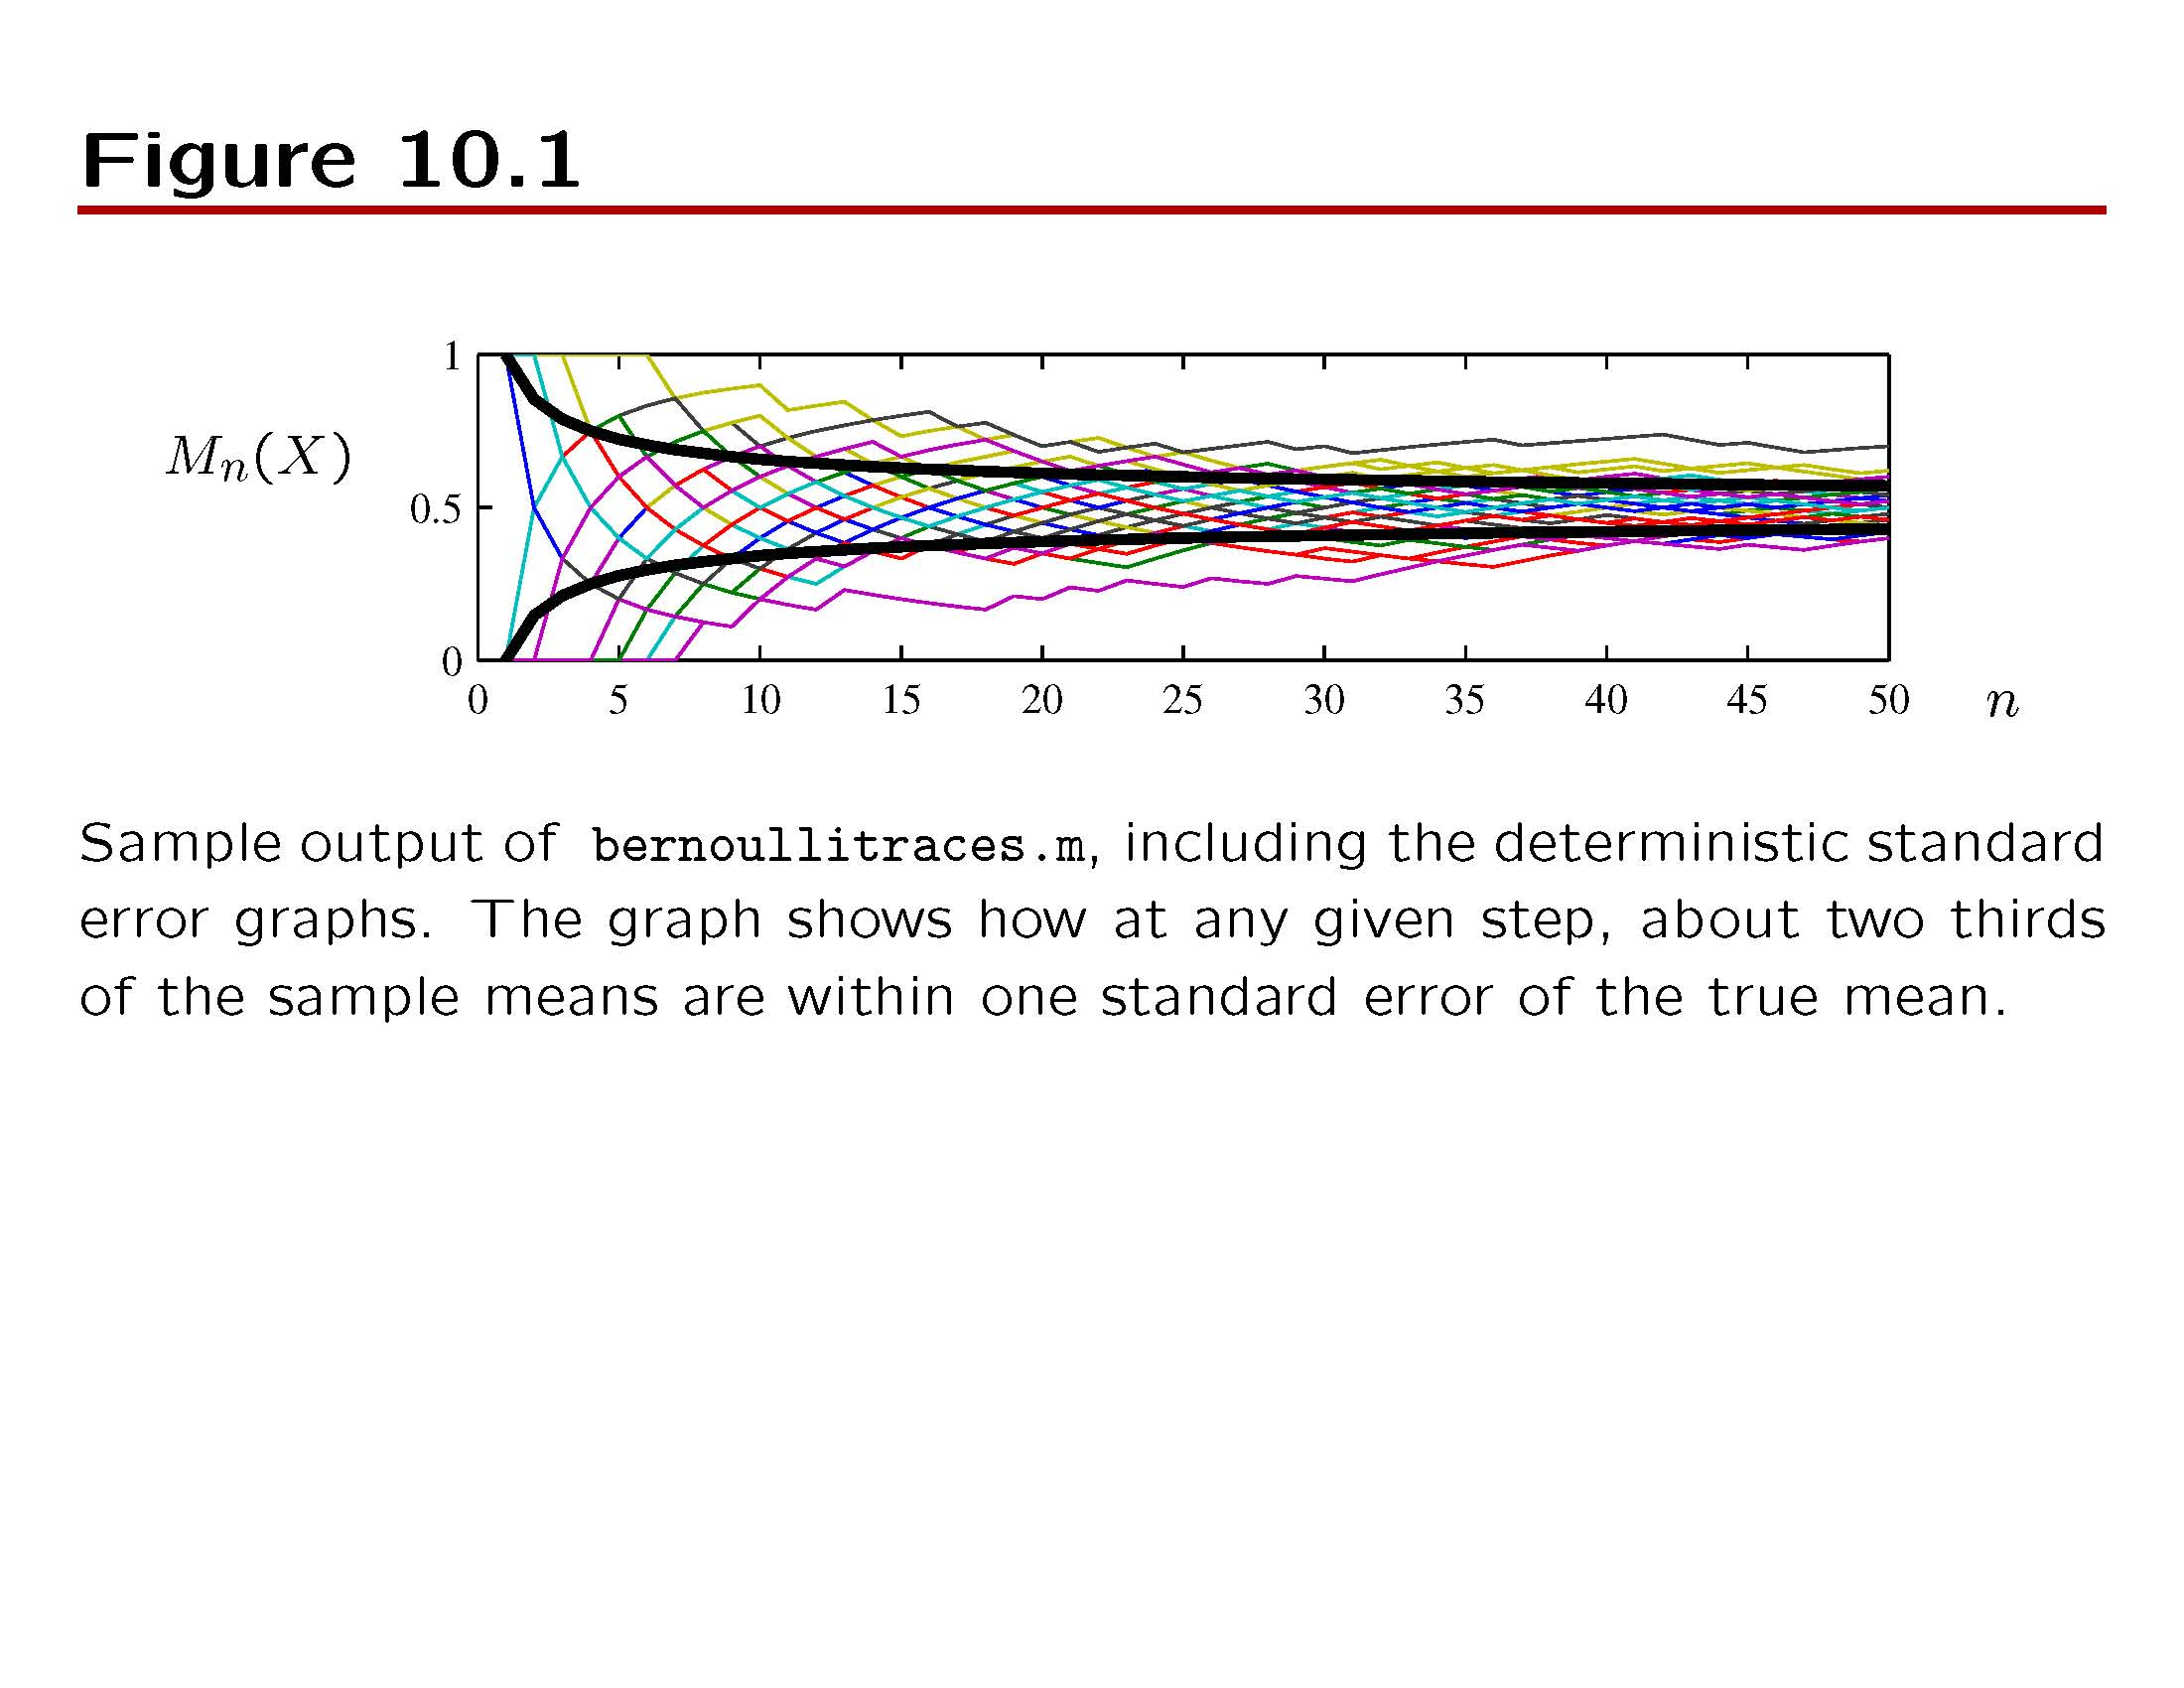 Figure 10.1
1
M_n(X)
0.5
0
0 5 10 15 20 25 30 35 40 45 50 n
Sample output of bernoullitraces.m, including the deterministic standard
error graphs. The graph shows how at any given step, about two thirds
of the sample means are within one standard error of the true mean.